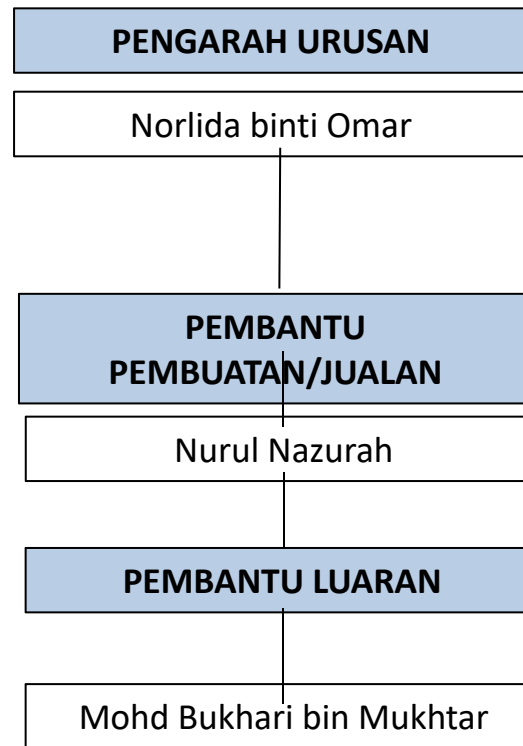 PENGARAH URUSAN
Norlida binti Omar
PEMBANTU
PEMBUATAN/JUALAN
Nurul Nazurah
PEMBANTU LUARAN
Mohd Bukhari bin Mukhtar